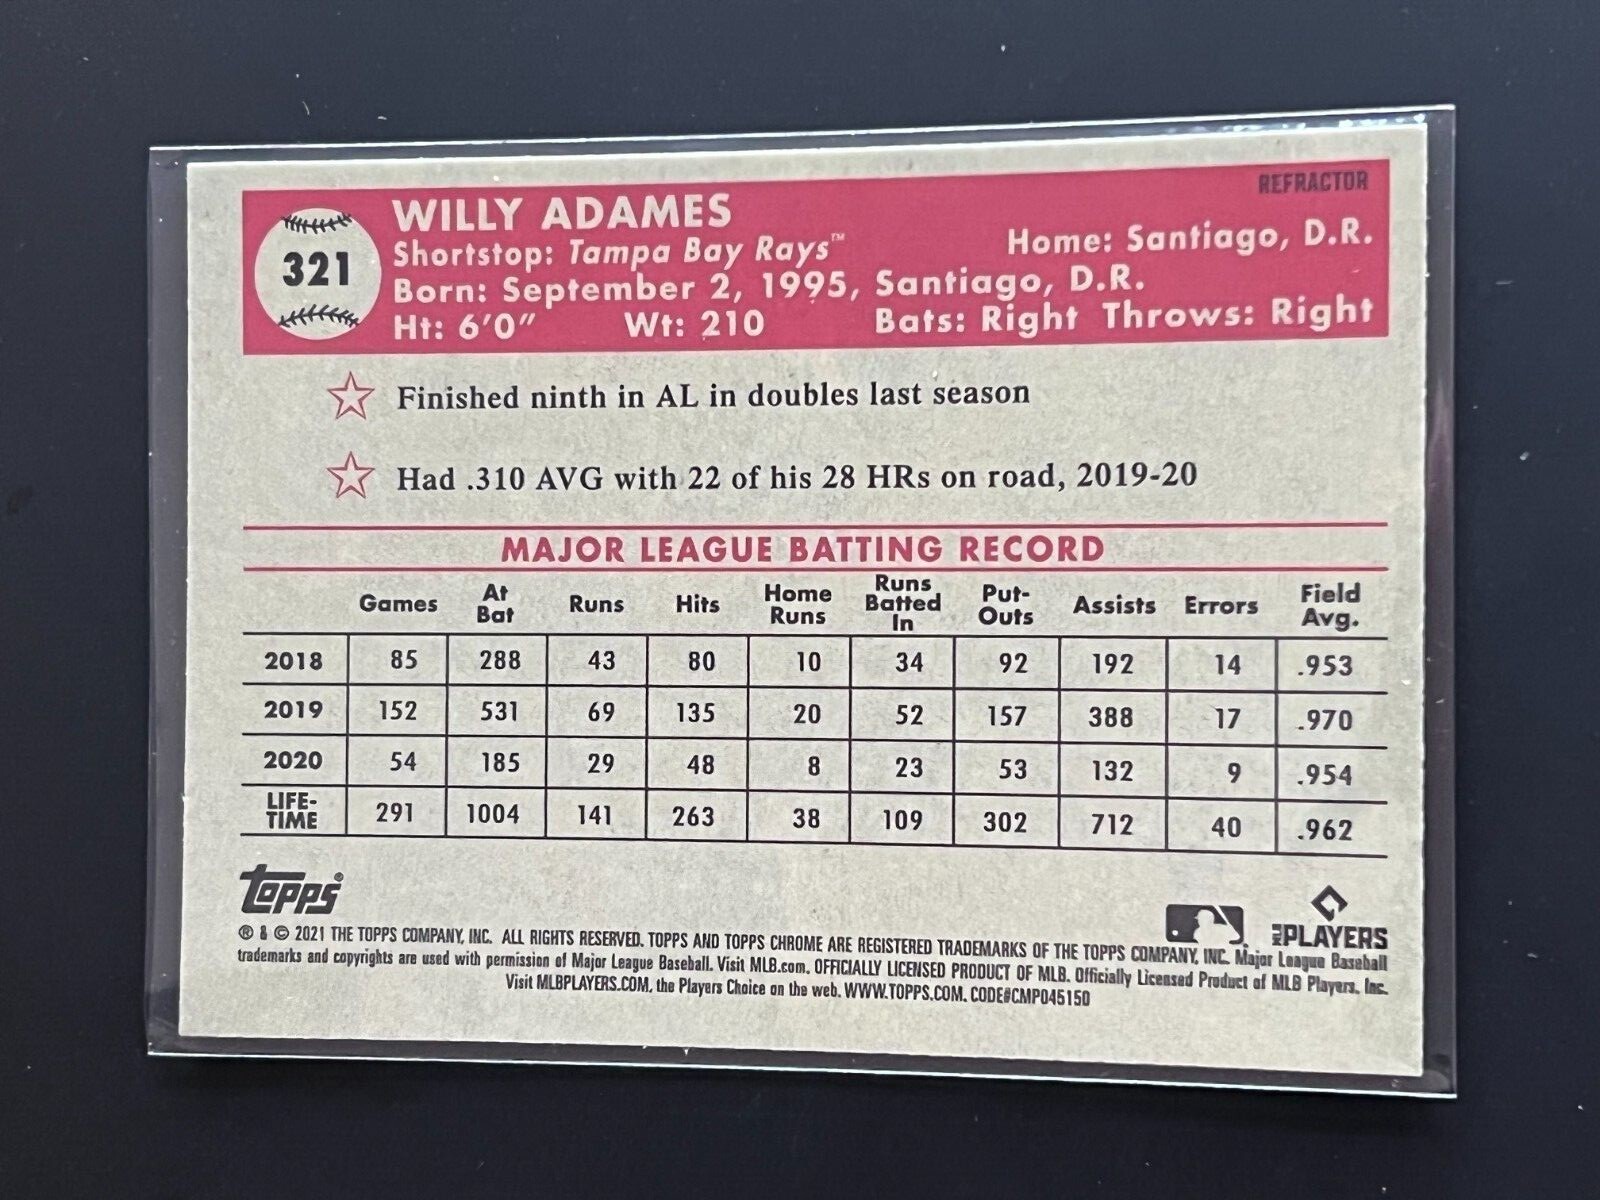 REFRACTOR
321
WILLY ADAMES
Shortstop: Tampa Bay Rays™ Home: Santiago, D.R.
Born: September 2, 1995, Santiago, D.R.
Ht: 6'0" Wt: 210 Bats: Right Throws: Right
Finished ninth in AL in doubles last season
Had .310 AVG with 22 of his 28 HRs on road, 2019-20
MAJOR LEAGUE BATTING RECORD
Games At Bat Runs Hits Home Runs Runs Batted In Put-Outs Assists Errors Field Avg.
2018 85 288 43 80 10 34 92 192 14 .953
2019 152 531 69 135 20 52 157 388 17 .970
2020 54 185 29 48 8 23 53 132 9 .954
LIFE-TIME 291 1004 141 263 38 109 302 712 40 .962
topps®
MLB PLAYERS
® & © 2021 THE TOPPS COMPANY, INC. ALL RIGHTS RESERVED. TOPPS AND TOPPS CHROME ARE REGISTERED TRADEMARKS OF THE TOPPS COMPANY, INC. Major League Baseball
trademarks and copyrights are used with permission of Major League Baseball. Visit MLB.com. OFFICIALLY LICENSED PRODUCT OF MLB. Officially Licensed Product of MLB Players, Inc.
Visit MLBPLAYERS.COM, the Players Choice on the web. WWW.TOPPS.COM. CODE#CMP045150